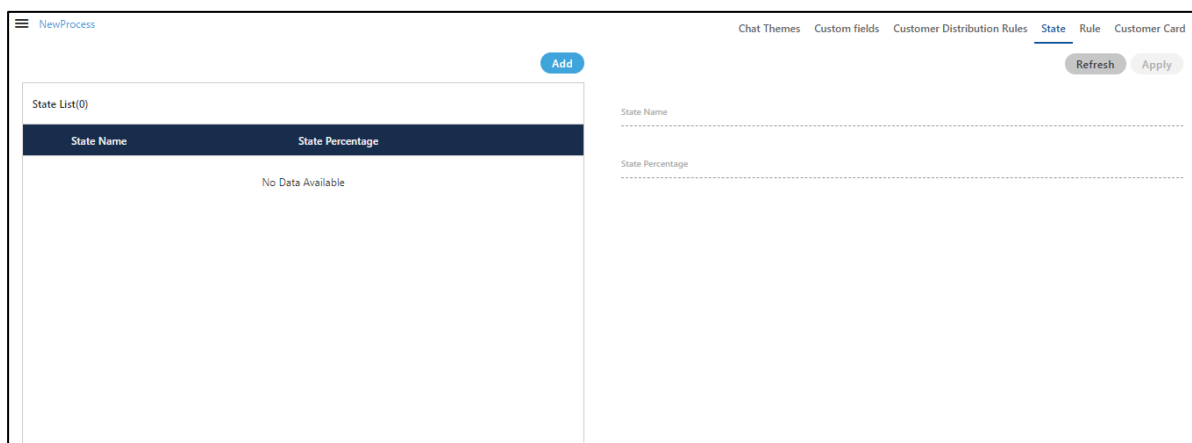 NewProcess
Chat Themes Custom fields Customer Distribution Rules State Rule Customer Card
Add
Refresh Apply
State List(0)
State Name State Percentage
No Data Available
State Name
State Percentage